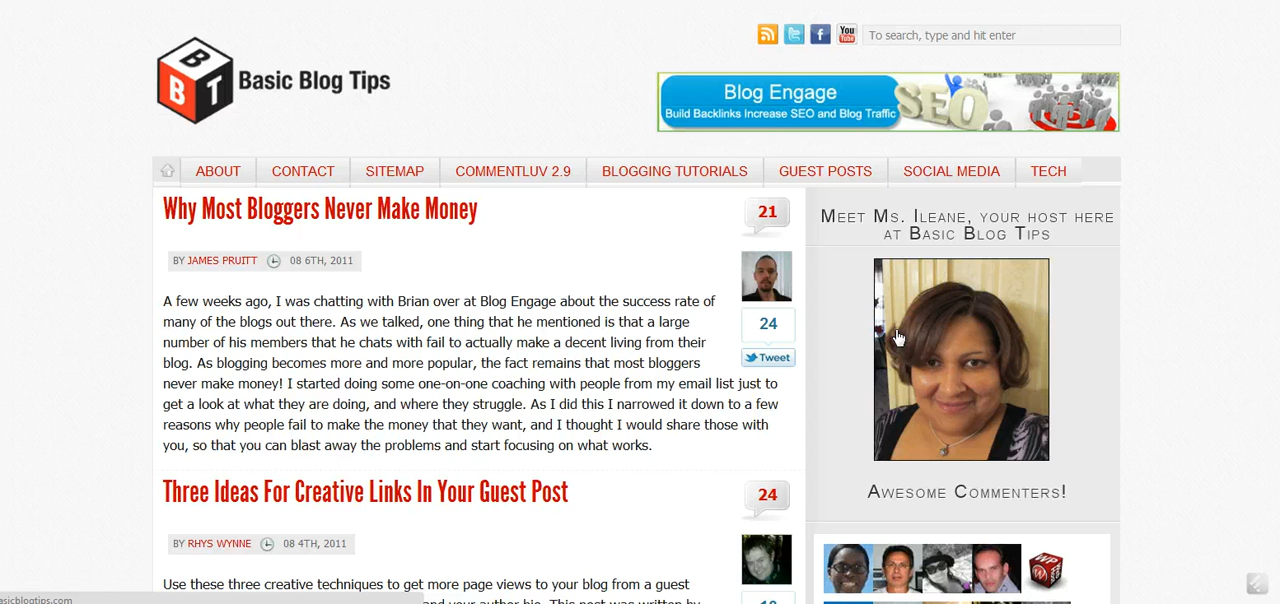 You Tube
To search, type and hit enter
B B T
Basic Blog Tips
Blog Engage
Build Backlinks Increase SEO and Blog Traffic
SEO
ABOUT CONTACT SITEMAP COMMENTLUV 2.9 BLOGGING TUTORIALS GUEST POSTS SOCIAL MEDIA TECH
Why Most Bloggers Never Make Money
21
BY JAMES PRUITT 08 6TH, 2011
A few weeks ago, I was chatting with Brian over at Blog Engage about the success rate of
many of the blogs out there. As we talked, one thing that he mentioned is that a large
number of his members that he chats with fail to actually make a decent living from their
blog. As blogging becomes more and more popular, the fact remains that most bloggers
never make money! I started doing some one-on-one coaching with people from my email list just to
get a look at what they are doing, and where they struggle. As I did this I narrowed it down to a few
reasons why people fail to make the money that they want, and I thought I would share those with
you, so that you can blast away the problems and start focusing on what works.
24
Tweet
Three Ideas For Creative Links In Your Guest Post
24
BY RHYS WYNNE 08 4TH, 2011
Use these three creative techniques to get more page views to your blog from a guest
Meet Ms. Ileane, your host here
at Basic Blog Tips
Awesome Commenters!